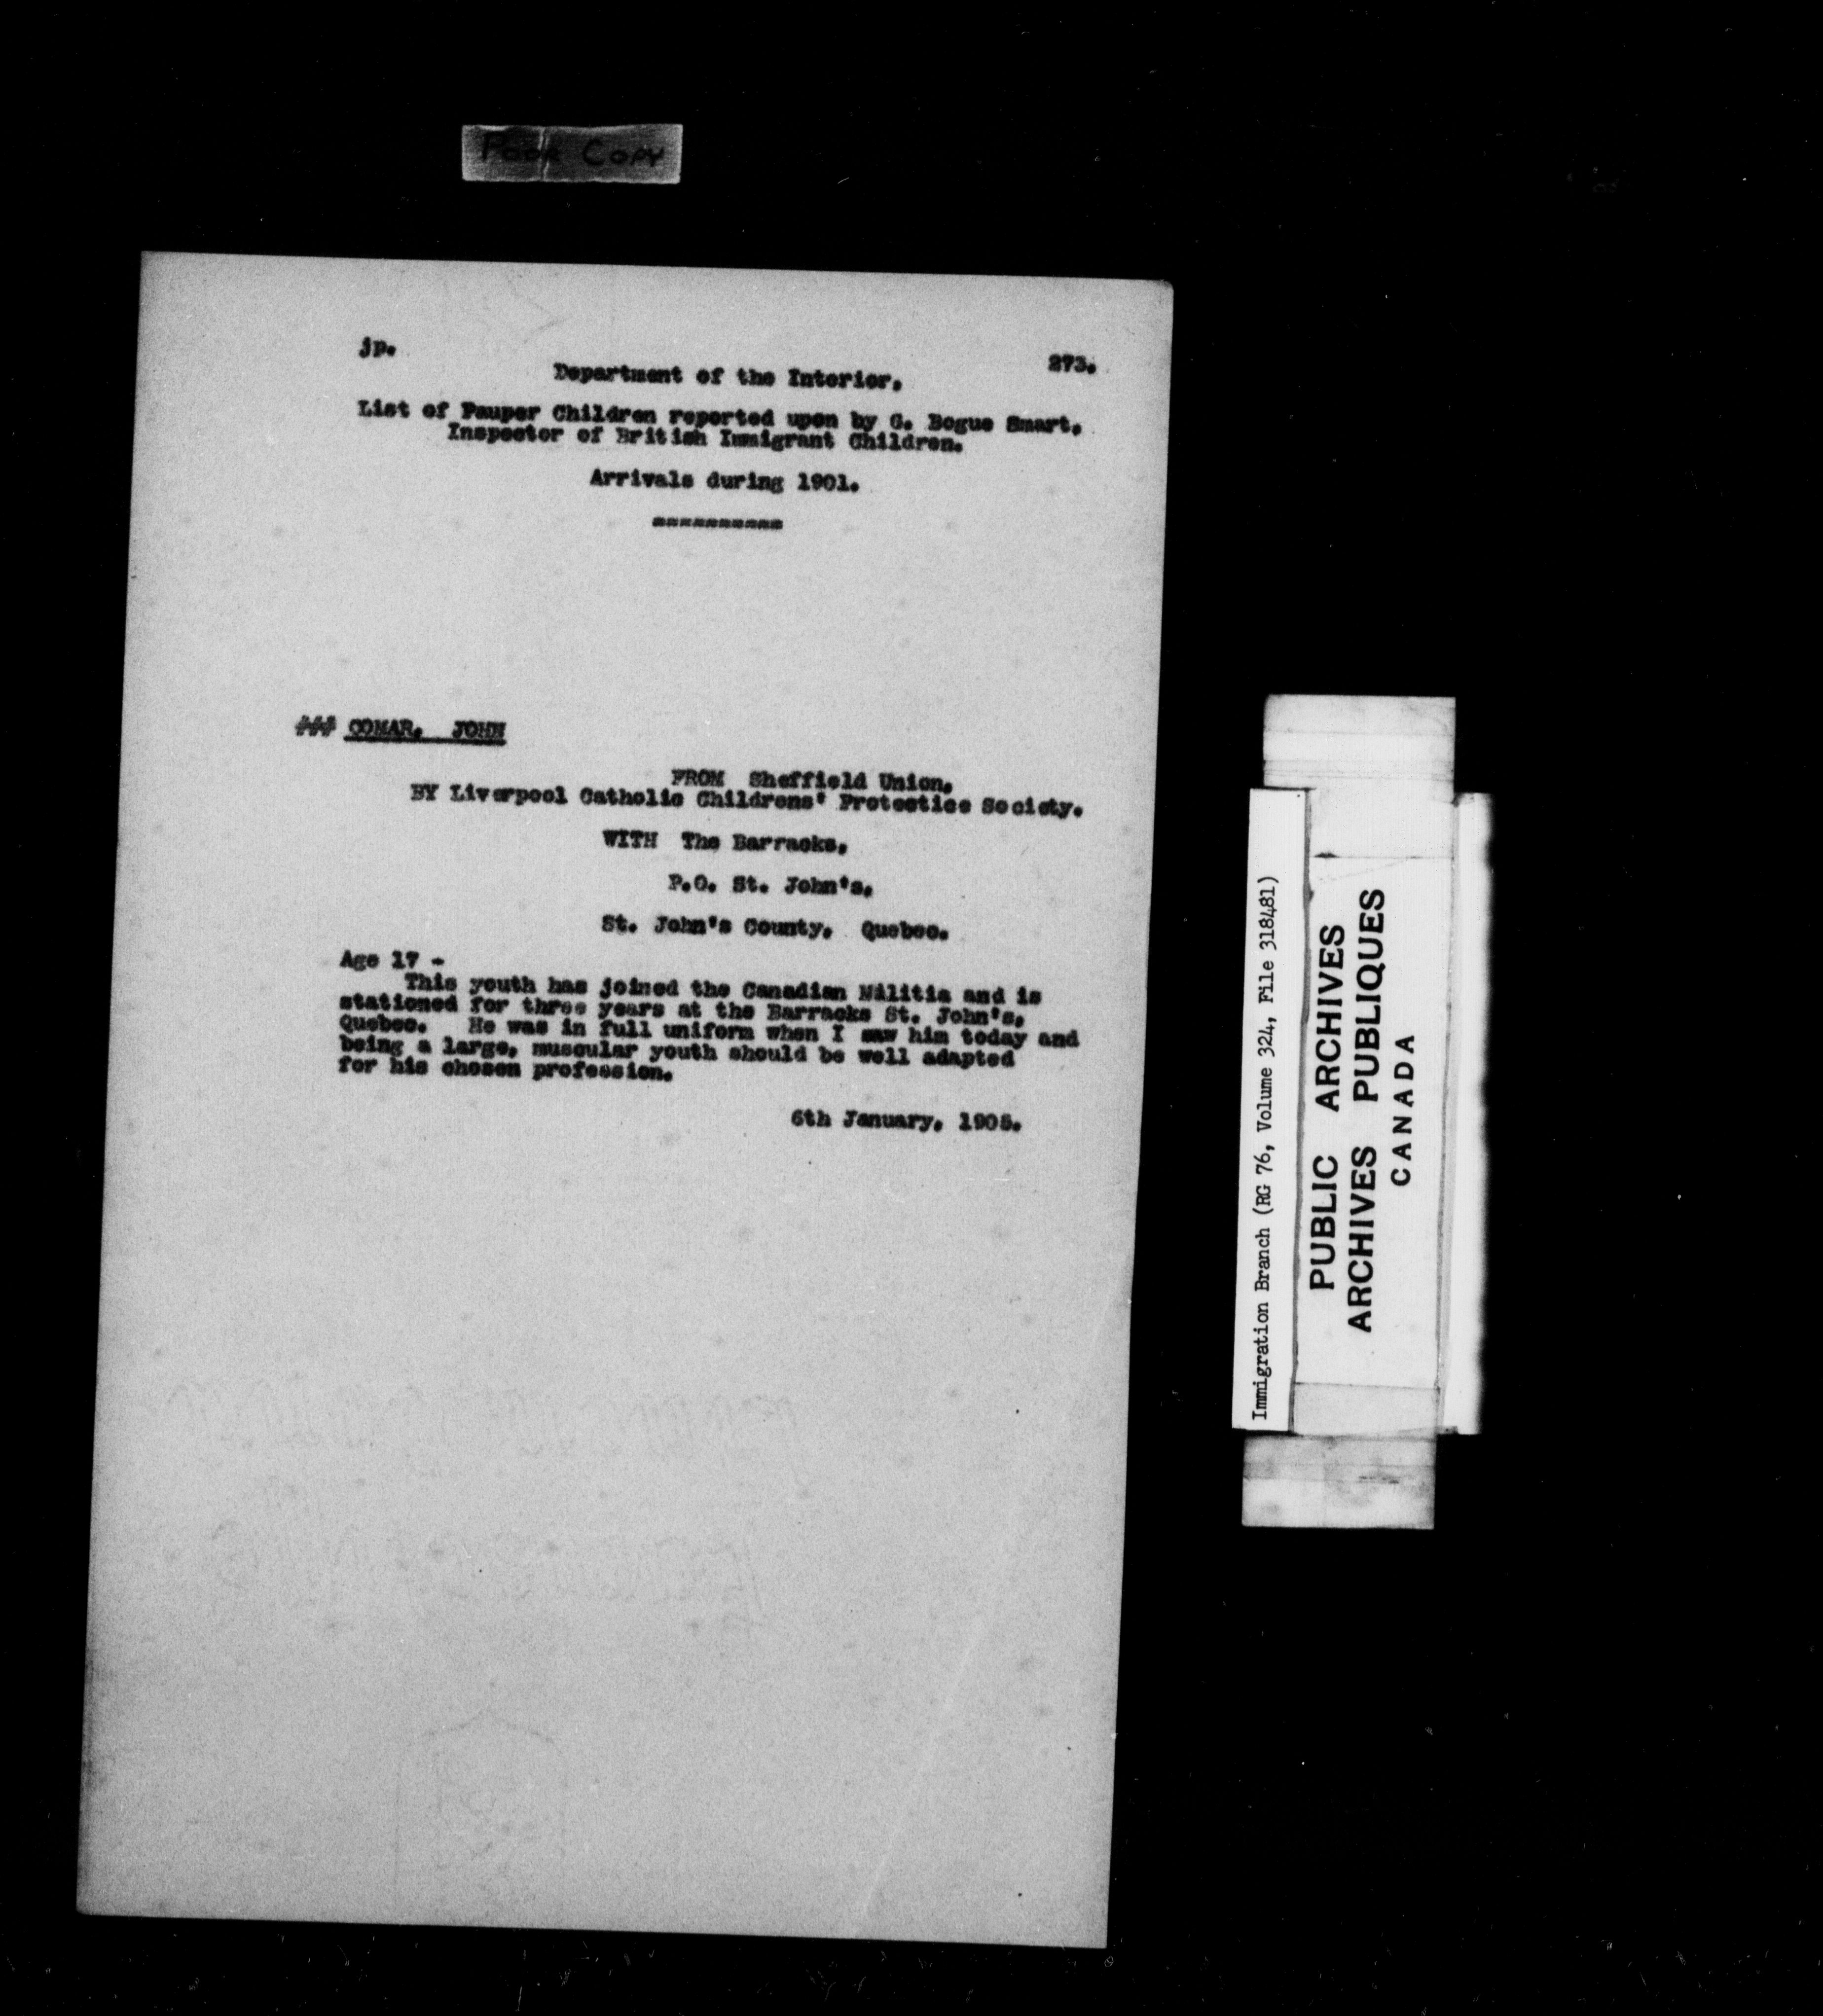 Poor Copy
jp.
273.
Department of the Interior.
List of Pauper Children reported upon by G. Bogue Smart,
Inspector of British Immigrant Children.
Arrivals during 1901.
COMAR, JOHN
FROM Sheffield Union,
BY Liverpool Catholic Childrens' Protectice Society.
WITH The Barracks,
P.O. St. John's,
St. John's County, Quebec.
Age 17 -
This youth has joined the Canadian Militia and is
stationed for three years at the Barracks St. John's,
Quebec. He was in full uniform when I saw him today and
being a large, muscular youth should be well adapted
for his chosen profession.
6th January, 1905.
Immigration Branch (RG 76, Volume 324, File 318481)
PUBLIC ARCHIVES
ARCHIVES PUBLIQUES
CANADA